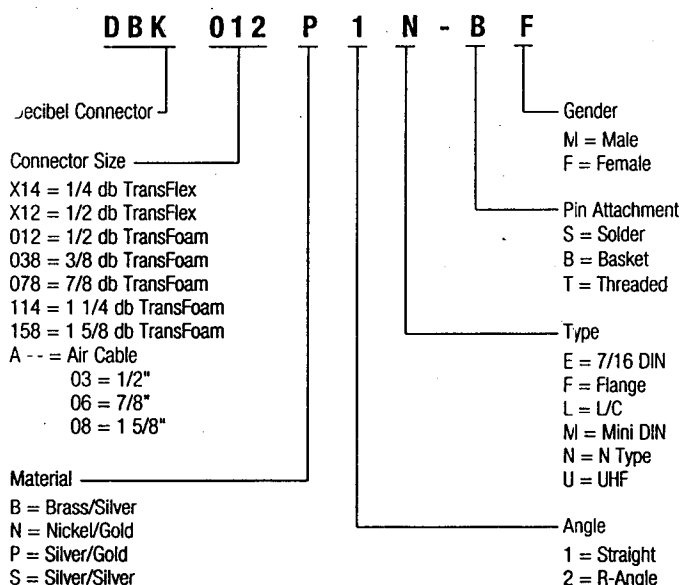 DBK 012 P 1 N - B F
Decibel Connector
Connector Size
X14 = 1/4 db TransFlex
X12 = 1/2 db TransFlex
012 = 1/2 db TransFoam
038 = 3/8 db TransFoam
078 = 7/8 db TransFoam
114 = 1 1/4 db TransFoam
158 = 1 5/8 db TransFoam
A - - = Air Cable
03 = 1/2"
06 = 7/8"
08 = 1 5/8"
Material
B = Brass/Silver
N = Nickel/Gold
P = Silver/Gold
S = Silver/Silver
Gender
M = Male
F = Female
Pin Attachment
S = Solder
B = Basket
T = Threaded
Type
E = 7/16 DIN
F = Flange
L = L/C
M = Mini DIN
N = N Type
U = UHF
Angle
1 = Straight
2 = R-Angle